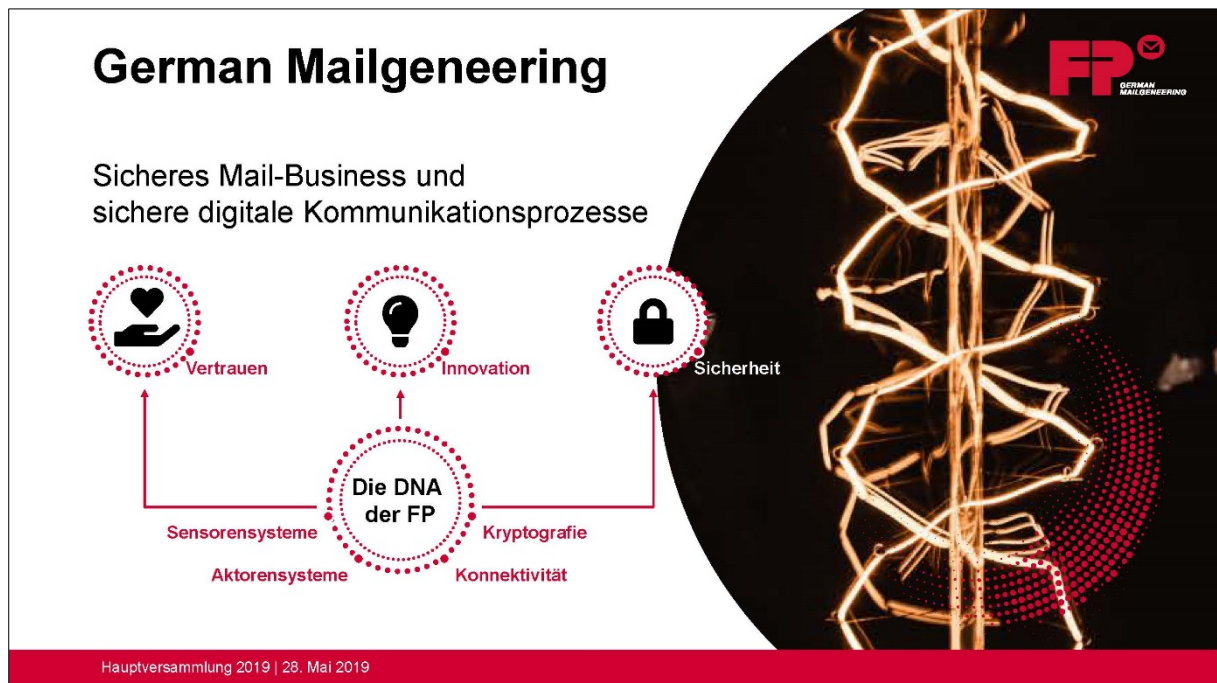 German Mailgeneering
FP
GERMAN
MAILGENEERING
Sicheres Mail-Business und
sichere digitale Kommunikationsprozesse
Vertrauen
Innovation
Sicherheit
Die DNA
der FP
Sensorensysteme
Kryptografie
Aktorensysteme
Konnektivität
Hauptversammlung 2019 | 28. Mai 2019